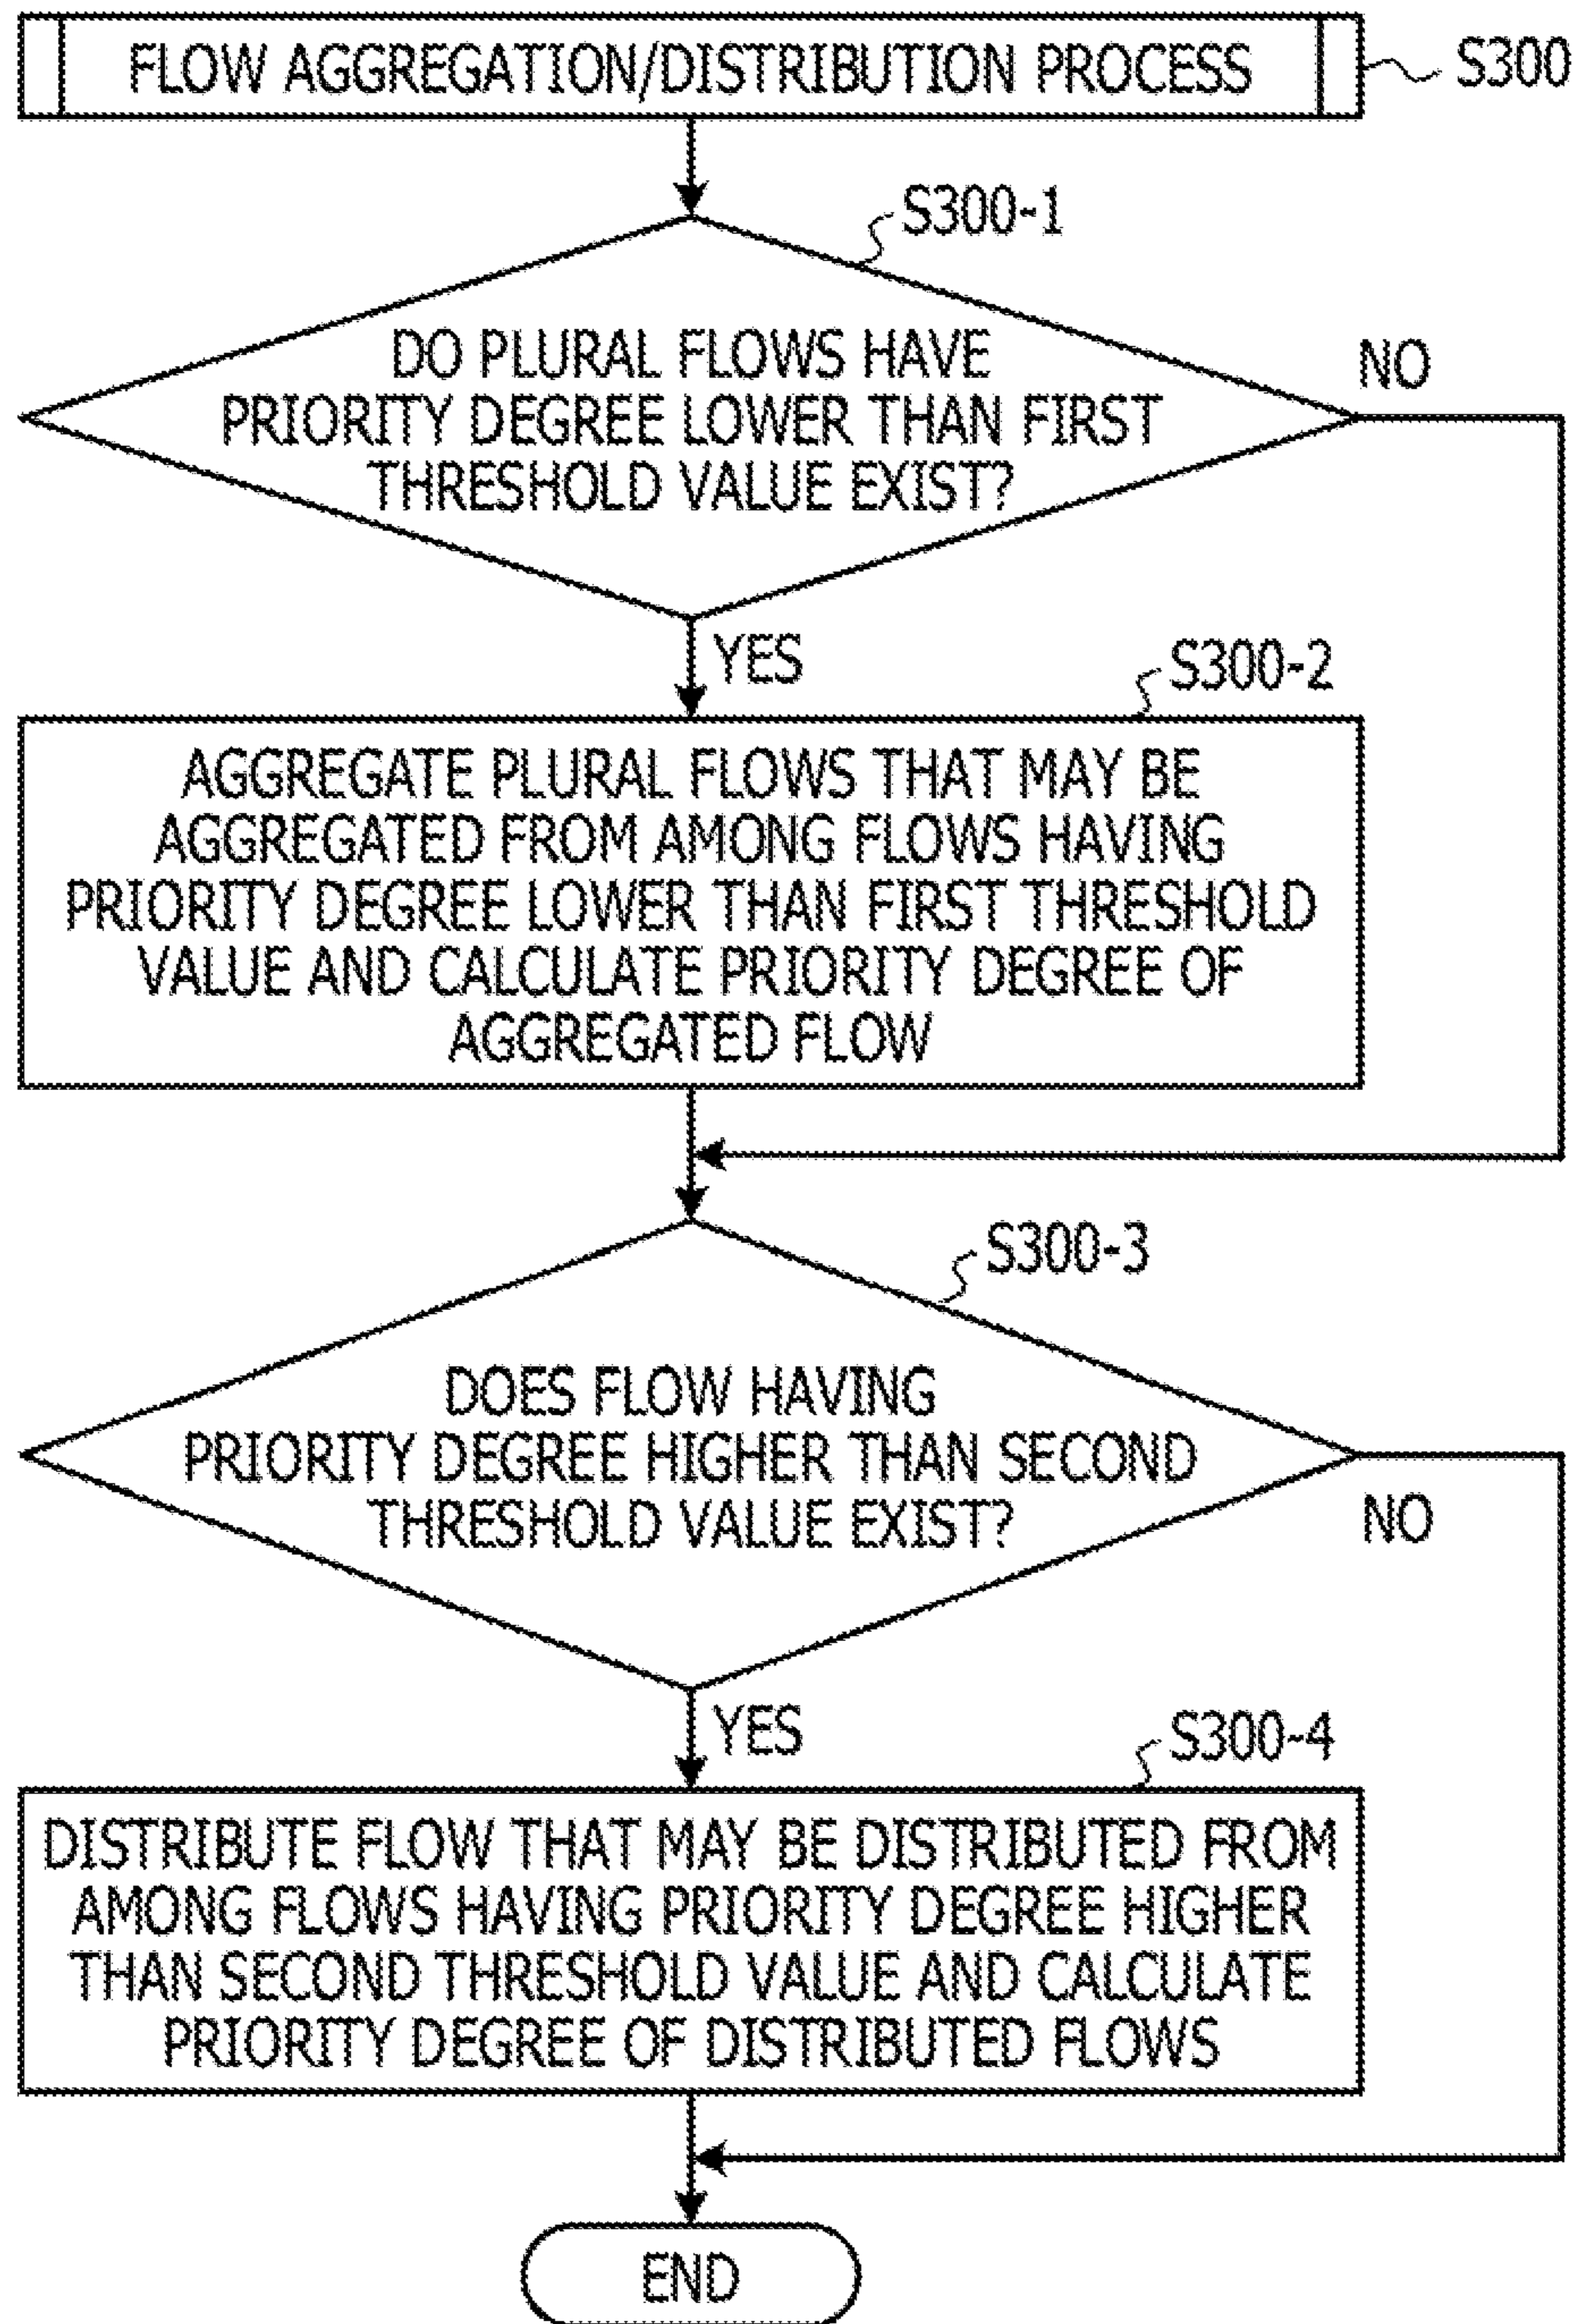 FLOW AGGREGATION/DISTRIBUTION PROCESS
S300
S300-1
DO PLURAL FLOWS HAVE
PRIORITY DEGREE LOWER THAN FIRST
THRESHOLD VALUE EXIST?
NO
YES
S300-2
AGGREGATE PLURAL FLOWS THAT MAY BE
AGGREGATED FROM AMONG FLOWS HAVING
PRIORITY DEGREE LOWER THAN FIRST THRESHOLD
VALUE AND CALCULATE PRIORITY DEGREE OF
AGGREGATED FLOW
S300-3
DOES FLOW HAVING
PRIORITY DEGREE HIGHER THAN SECOND
THRESHOLD VALUE EXIST?
NO
YES
S300-4
DISTRIBUTE FLOW THAT MAY BE DISTRIBUTED FROM
AMONG FLOWS HAVING PRIORITY DEGREE HIGHER
THAN SECOND THRESHOLD VALUE AND CALCULATE
PRIORITY DEGREE OF DISTRIBUTED FLOWS
END